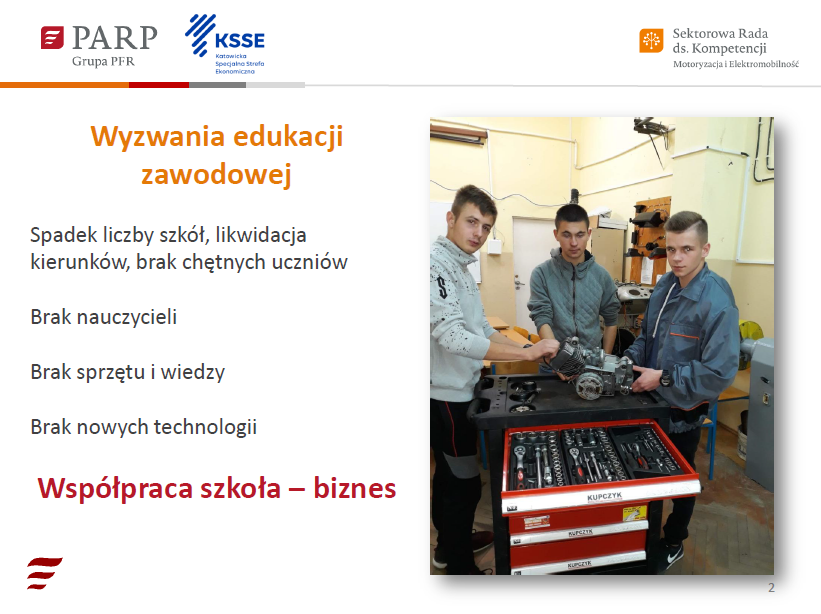 PARP
Grupa PFR
KSSE
Katowicka
Specjalna Strefa
Ekonomiczna
Sektorowa Rada
ds. Kompetencji
Motoryzacja i Elektromobilność
Wyzwania edukacji
zawodowej
Spadek liczby szkół, likwidacja
kierunków, brak chętnych uczniów
Brak nauczycieli
Brak sprzętu i wiedzy
Brak nowych technologii
Współpraca szkoła – biznes
KUPCZYK
KUPCZYK
KUPCZYK
2